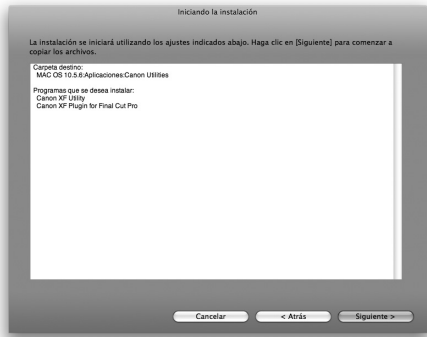 Iniciando la instalación
La instalación se iniciará utilizando los ajustes indicados abajo. Haga clic en [Siguiente] para comenzar a
copiar los archivos.
Carpeta destino:
MAC OS 10.5.6:Aplicaciones:Canon Utilities
Programas que se desea instalar:
Canon XF Utility
Canon XF Plugin for Final Cut Pro
Cancelar
< Atrás
Siguiente >